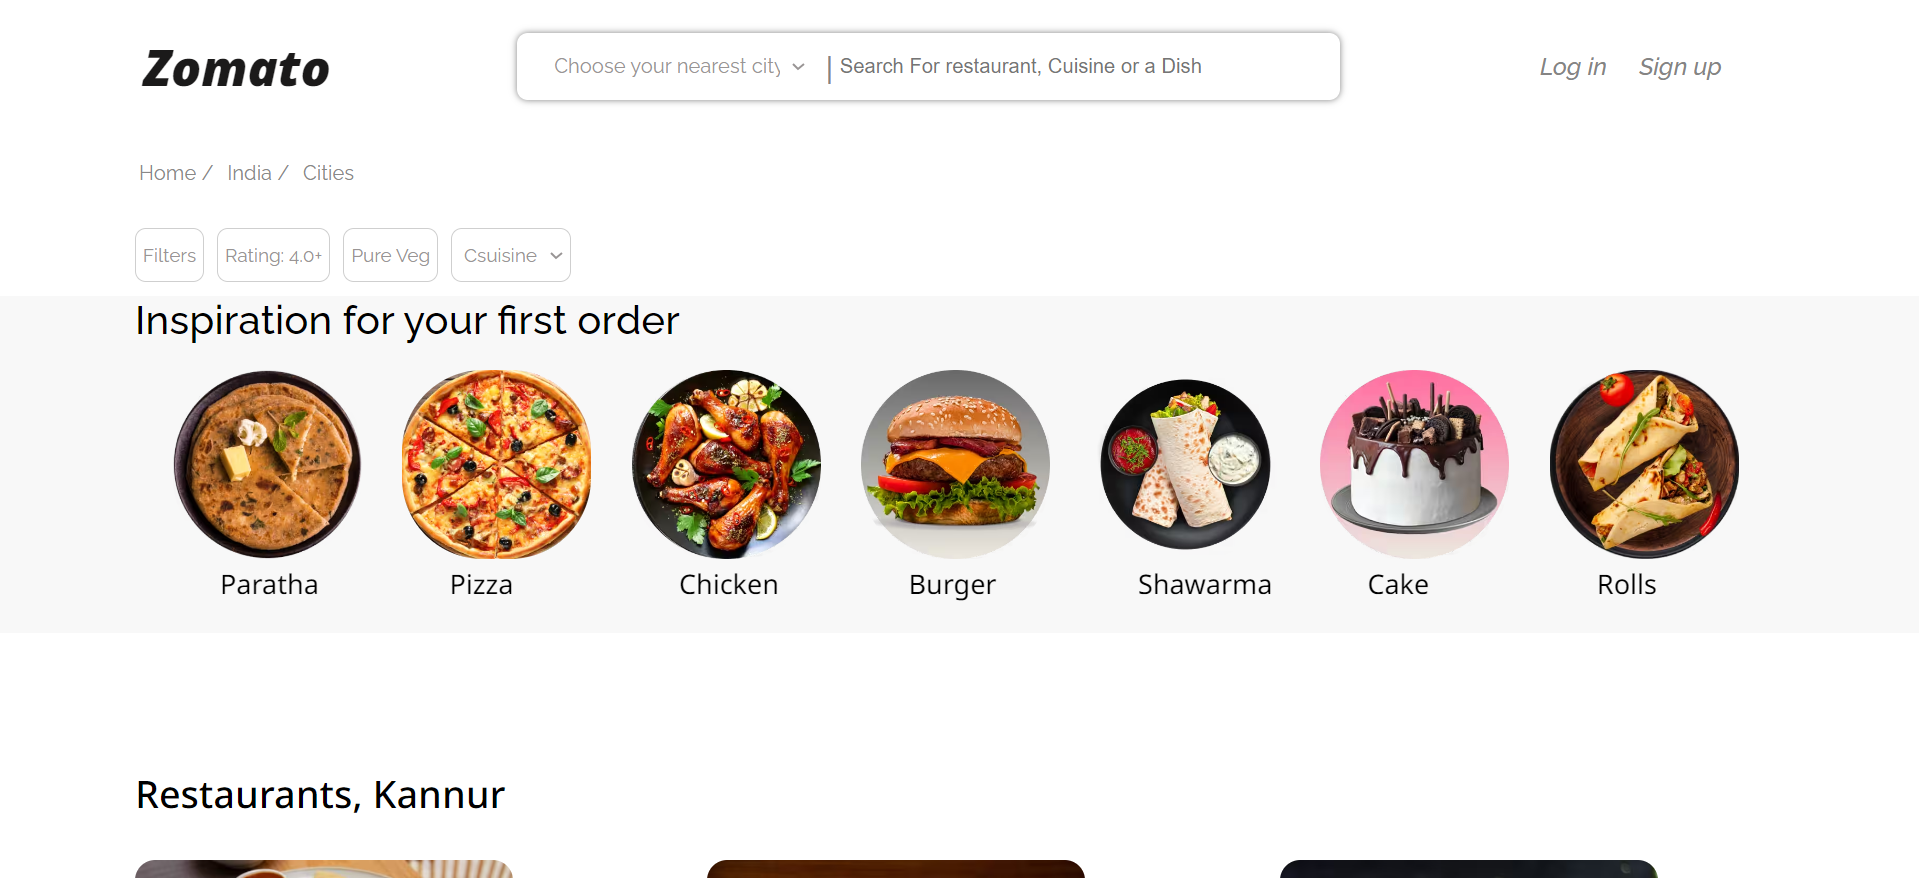 Zomato
Choose your nearest city
| Search For restaurant, Cuisine or a Dish
Log in
Sign up
Home / India / Cities
Filters
Rating: 4.0+
Pure Veg
Csuisine
Inspiration for your first order
Paratha
Pizza
Chicken
Burger
Shawarma
Cake
Rolls
Restaurants, Kannur